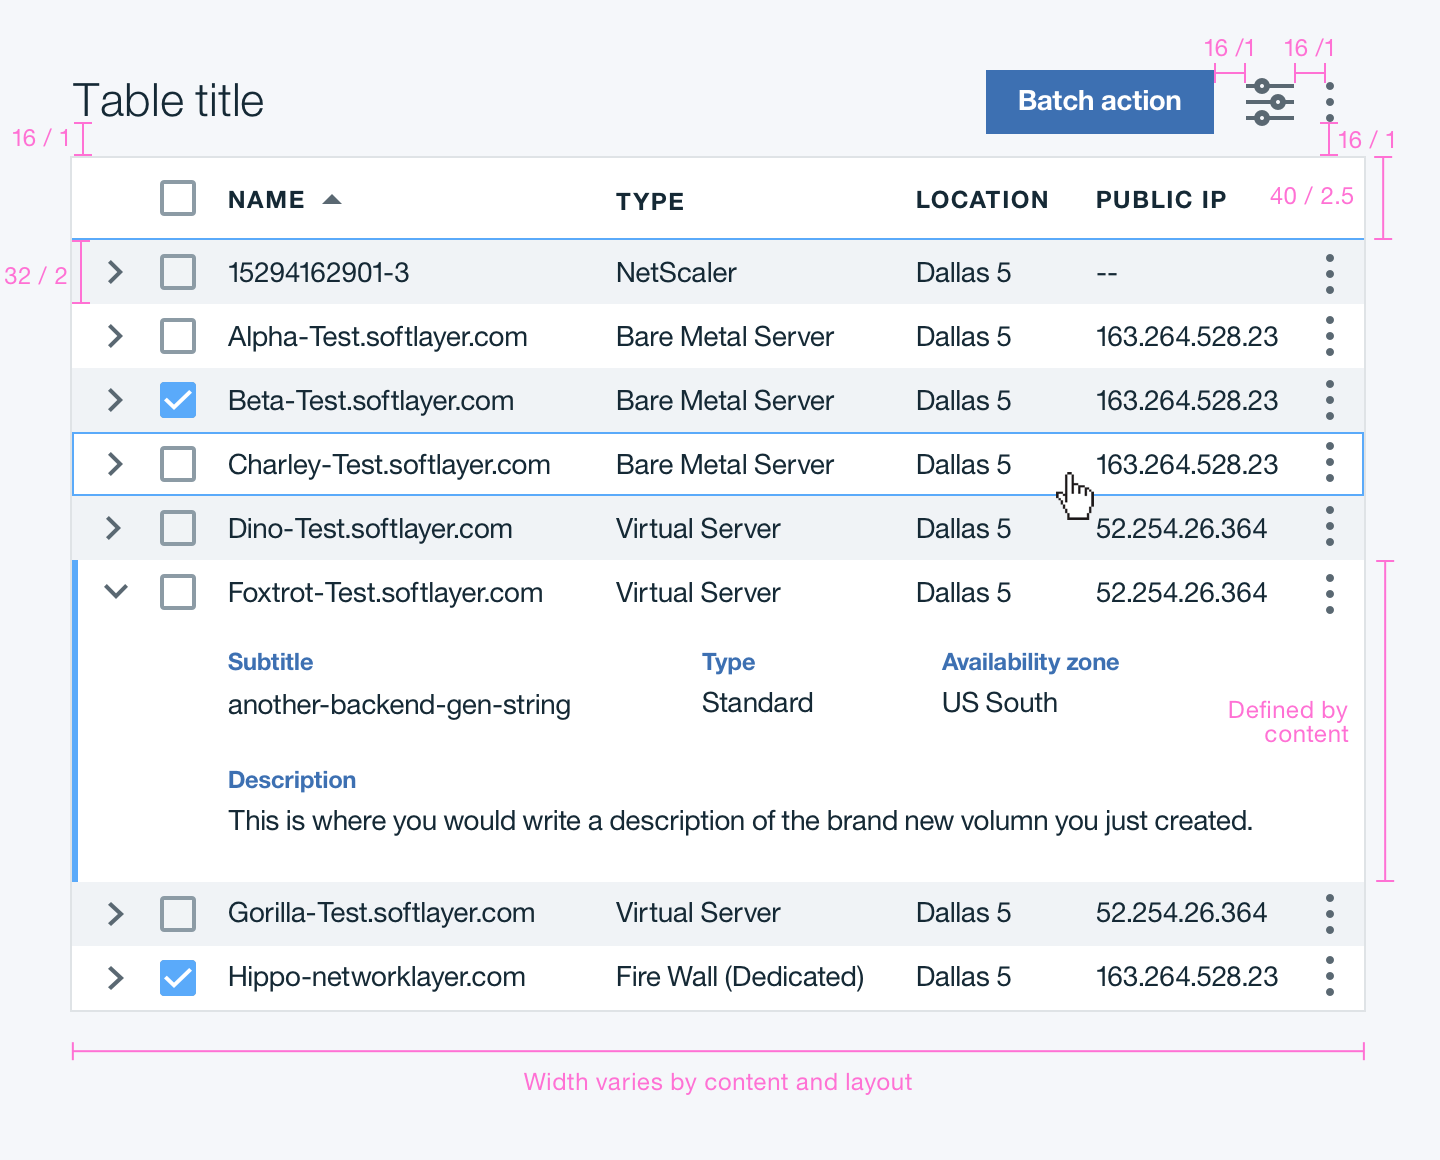 16 /1 16 /1
Table title
Batch action
16 / 1
16 / 1
NAME TYPE LOCATION PUBLIC IP 40 / 2.5
32 / 2
15294162901-3 NetScaler Dallas 5 --
Alpha-Test.softlayer.com Bare Metal Server Dallas 5 163.264.528.23
Beta-Test.softlayer.com Bare Metal Server Dallas 5 163.264.528.23
Charley-Test.softlayer.com Bare Metal Server Dallas 5 163.264.528.23
Dino-Test.softlayer.com Virtual Server Dallas 5 52.254.26.364
Foxtrot-Test.softlayer.com Virtual Server Dallas 5 52.254.26.364
Subtitle Type Availability zone
another-backend-gen-string Standard US South
Defined by
content
Description
This is where you would write a description of the brand new volumn you just created.
Gorilla-Test.softlayer.com Virtual Server Dallas 5 52.254.26.364
Hippo-networklayer.com Fire Wall (Dedicated) Dallas 5 163.264.528.23
Width varies by content and layout